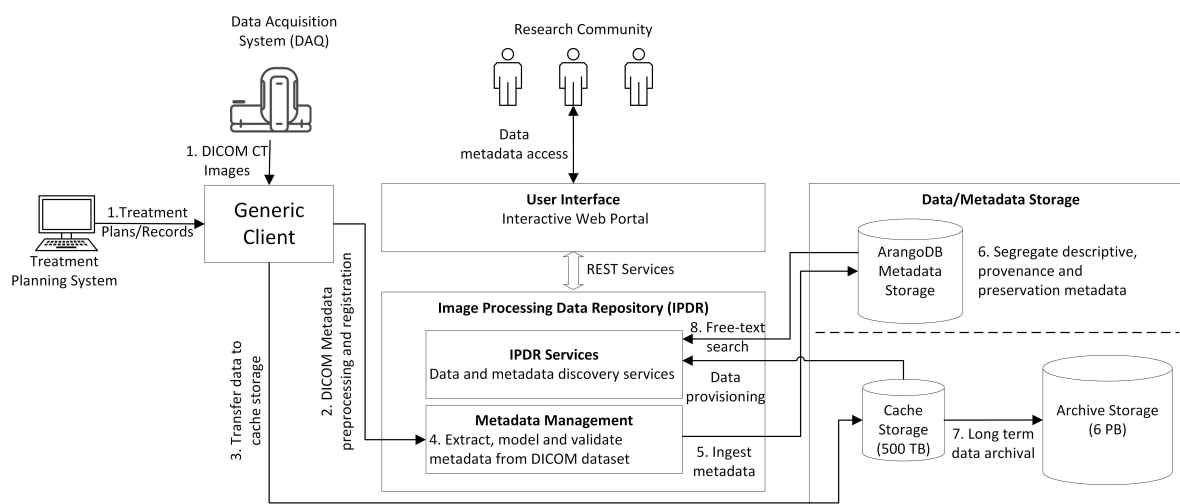 Data Acquisition
System (DAQ)
Research Community
1. DICOM CT
Images
Data
metadata access
1.Treatment
Plans/Records
Generic
Client
Treatment
Planning System
User Interface
Interactive Web Portal
REST Services
Data/Metadata Storage
ArangoDB
Metadata
Storage
6. Segregate descriptive,
provenance and
preservation metadata
Image Processing Data Repository (IPDR)
8. Free-text
search
IPDR Services
Data and metadata discovery services
Data
provisioning
3. Transfer data to
cache storage
2. DICOM Metadata
preprocessing and registration
Metadata Management
4. Extract, model and validate
metadata from DICOM dataset
5. Ingest
metadata
Cache
Storage
(500 TB)
7. Long term
data archival
Archive Storage
(6 PB)